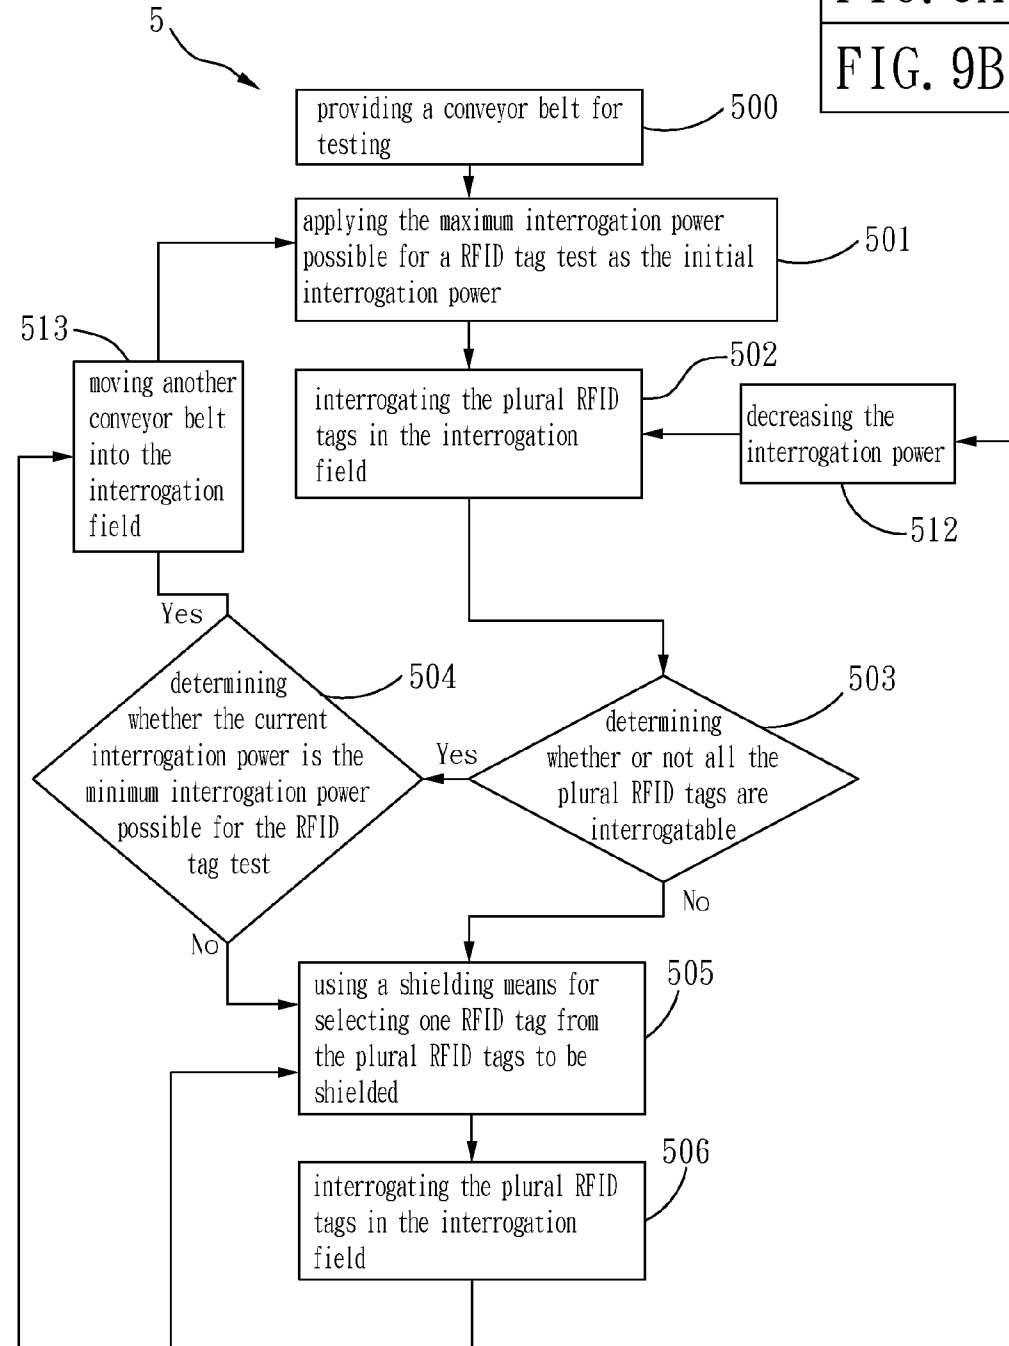 5
FIG. 9B
providing a conveyor belt for
testing
500
applying the maximum interrogation power
possible for a RFID tag test as the initial
interrogation power
501
513
moving another
conveyor belt
into the
interrogation
field
interrogating the plural RFID
tags in the interrogation
field
502
decreasing the
interrogation power
512
Yes
determining
whether the current
interrogation power is the
minimum interrogation power
possible for the RFID
tag test
504
Yes
determining
whether or not all the
plural RFID tags are
interrogatable
503
No
No
using a shielding means for
selecting one RFID tag from
the plural RFID tags to be
shielded
505
interrogating the plural RFID
tags in the interrogation
field
506